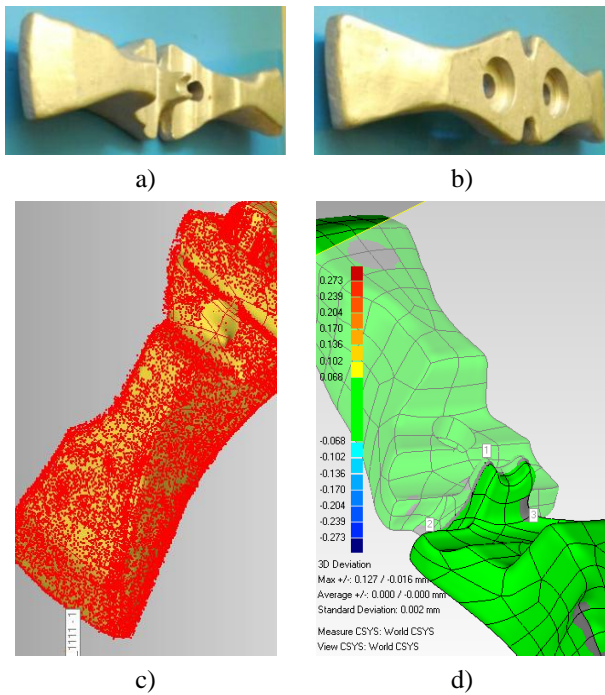 a)
b)
1111 -1
c)
0.273
0.239
0.204
0.170
0.136
0.102
0.068
-0.068
-0.102
-0.136
-0.170
-0.204
-0.239
-0.273
1
2
3
3D Deviation
Max +/-: 0.127 / -0.016 mm
Average +/-: 0.000 / -0.000 mm
Standard Deviation: 0.002 mm
Measure CSYS: World CSYS
View CSYS: World CSYS
d)